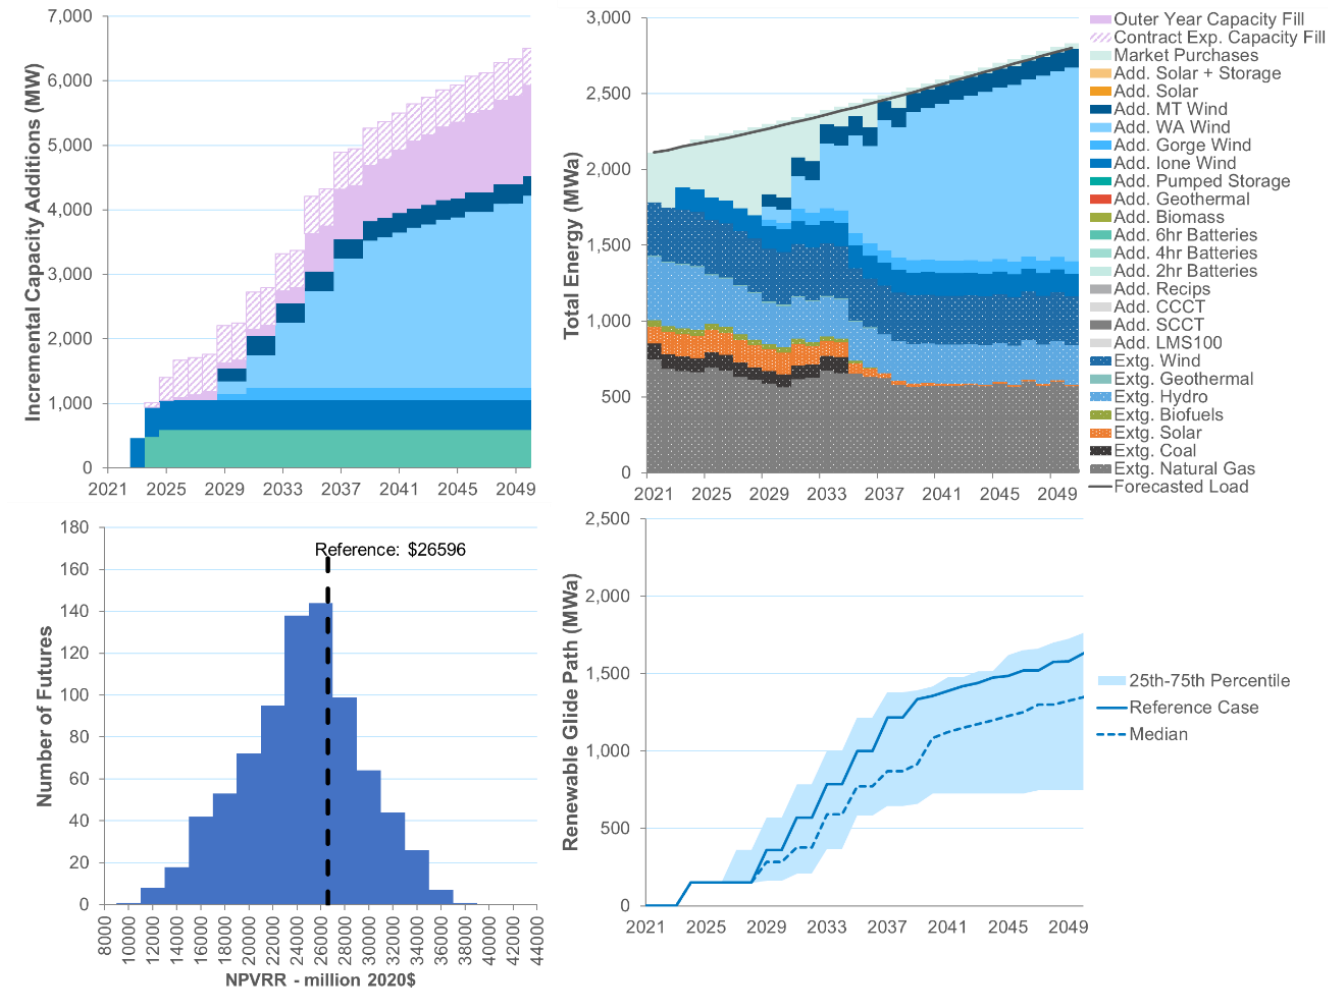 Incremental Capacity Additions (MW)
7,000
6,000
5,000
4,000
3,000
2,000
1,000
0
2021 2025 2029 2033 2037 2041 2045 2049
Total Energy (MWa)
3,000
2,500
2,000
1,500
1,000
500
0
2021 2025 2029 2033 2037 2041 2045 2049
Outer Year Capacity Fill
Contract Exp. Capacity Fill
Market Purchases
Add. Solar + Storage
Add. Solar
Add. MT Wind
Add. WA Wind
Add. Gorge Wind
Add. Ione Wind
Add. Pumped Storage
Add. Geothermal
Add. Biomass
Add. 6hr Batteries
Add. 4hr Batteries
Add. 2hr Batteries
Add. Recips
Add. CCCT
Add. SCCT
Add. LMS100
Extg. Wind
Extg. Geothermal
Extg. Hydro
Extg. Biofuels
Extg. Solar
Extg. Coal
Extg. Natural Gas
Forecasted Load
Number of Futures
180
160
140
120
100
80
60
40
20
0
Reference: $26596
8000 10000 12000 14000 16000 18000 20000 22000 24000 26000 28000 30000 32000 34000 36000 38000 40000 42000 44000
NPVRR - million 2020$
Renewable Glide Path (MWa)
2,500
2,000
1,500
1,000
500
0
2021 2025 2029 2033 2037 2041 2045 2049
25th-75th Percentile
Reference Case
Median